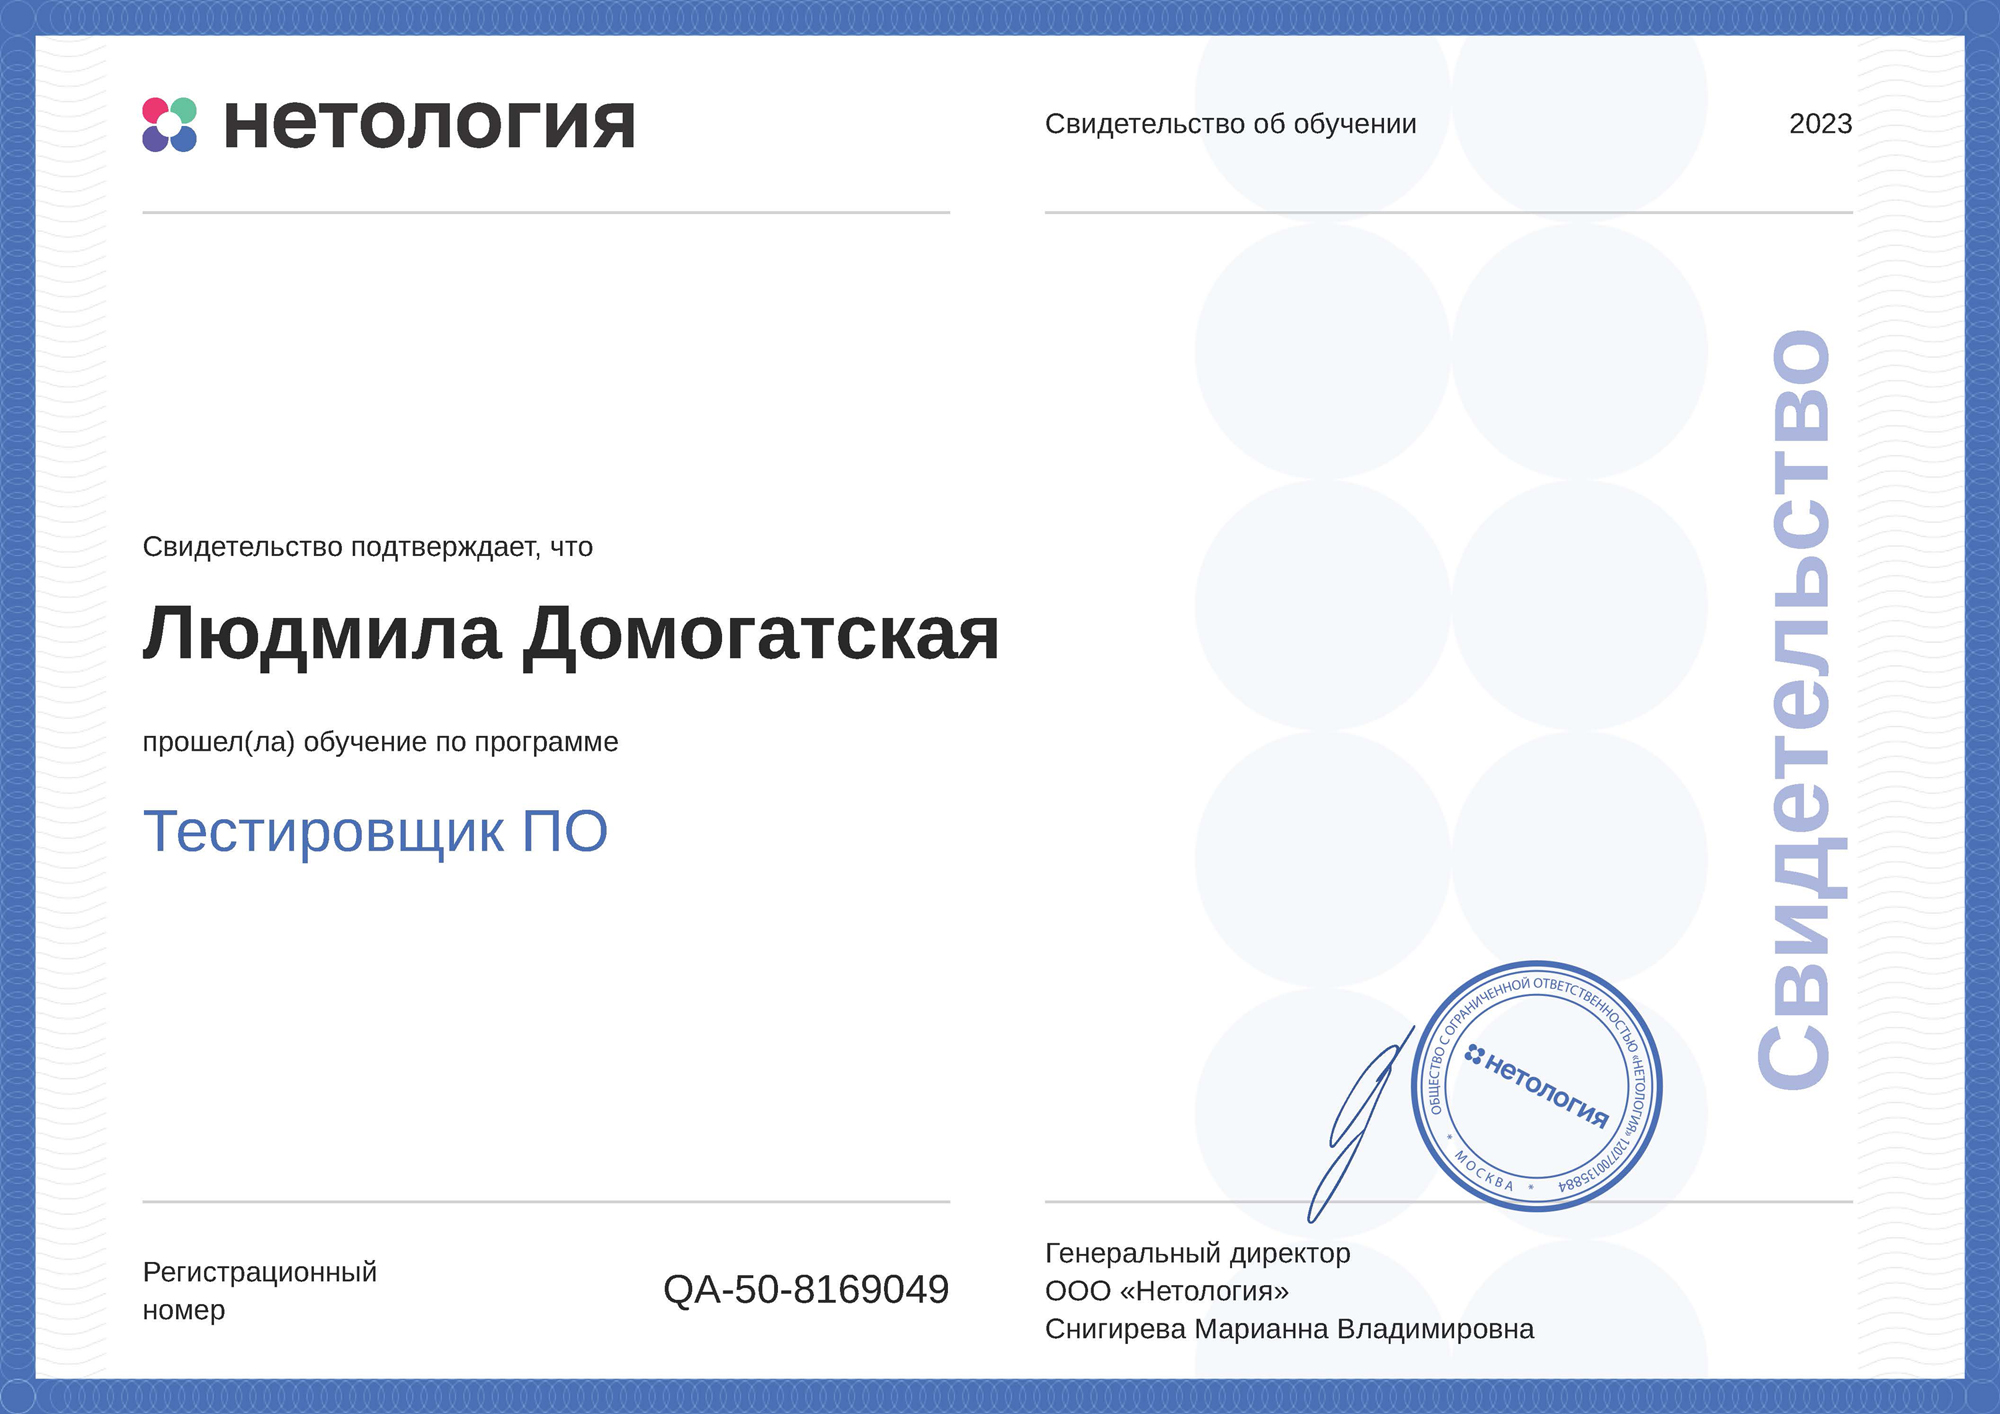 нетология
Свидетельство об обучении
2023
Свидетельство подтверждает, что
Людмила Домогатская
прошел(ла) обучение по программе
Тестировщик ПО
Свидетельство
ОБЩЕСТВО С ОГРАНИЧЕННОЙ ОТВЕТСТВЕННОСТЬЮ «НЕТОЛОГИЯ» 1207700135884
* МОСКВА *
нетология
Регистрационный
номер
QA-50-8169049
Генеральный директор
ООО «Нетология»
Снигирева Марианна Владимировна